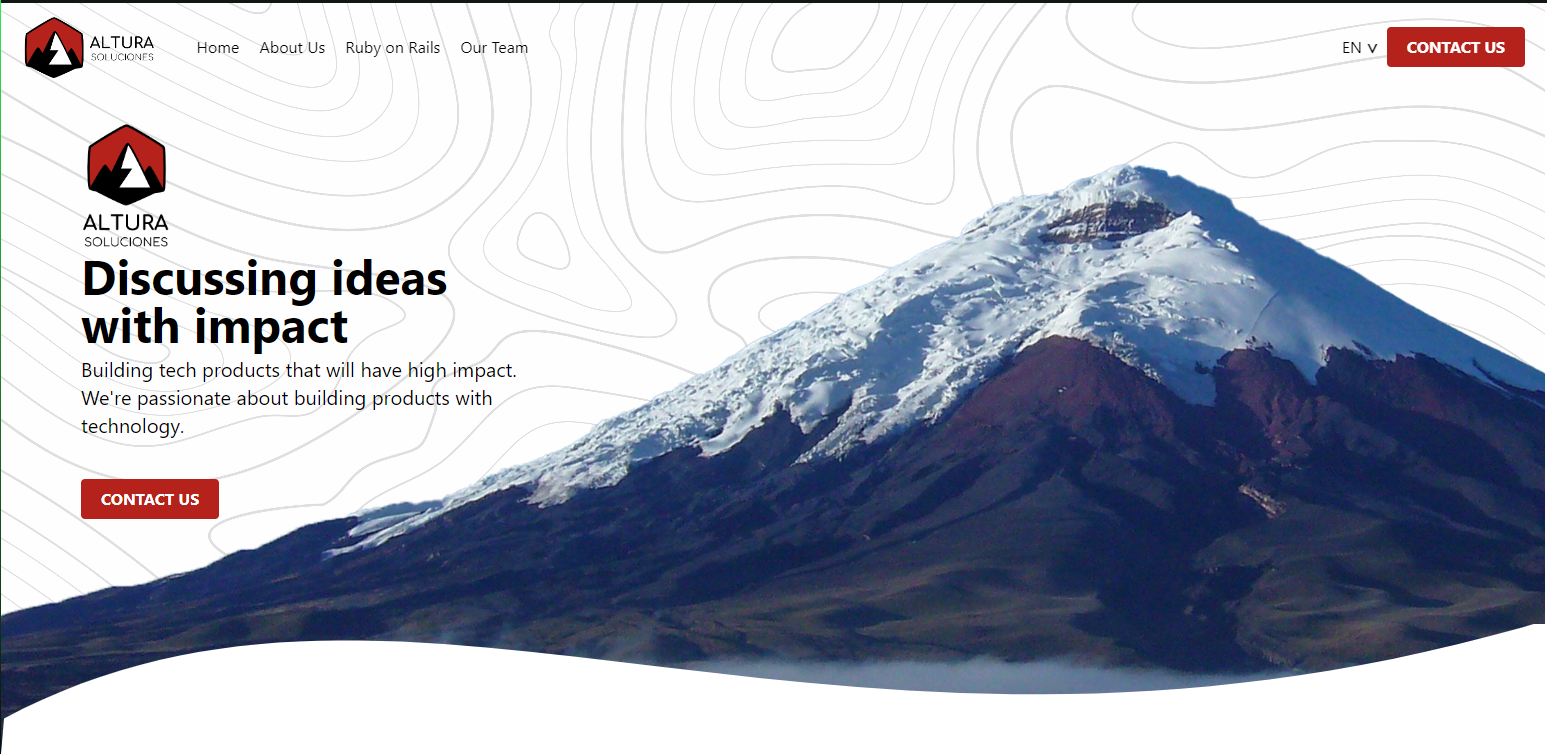 ALTURA
SOLUCIONES
Home
About Us
Ruby on Rails
Our Team
EN
CONTACT US
ALTURA
SOLUCIONES
Discussing ideas
with impact
Building tech products that will have high impact.
We're passionate about building products with
technology.
CONTACT US